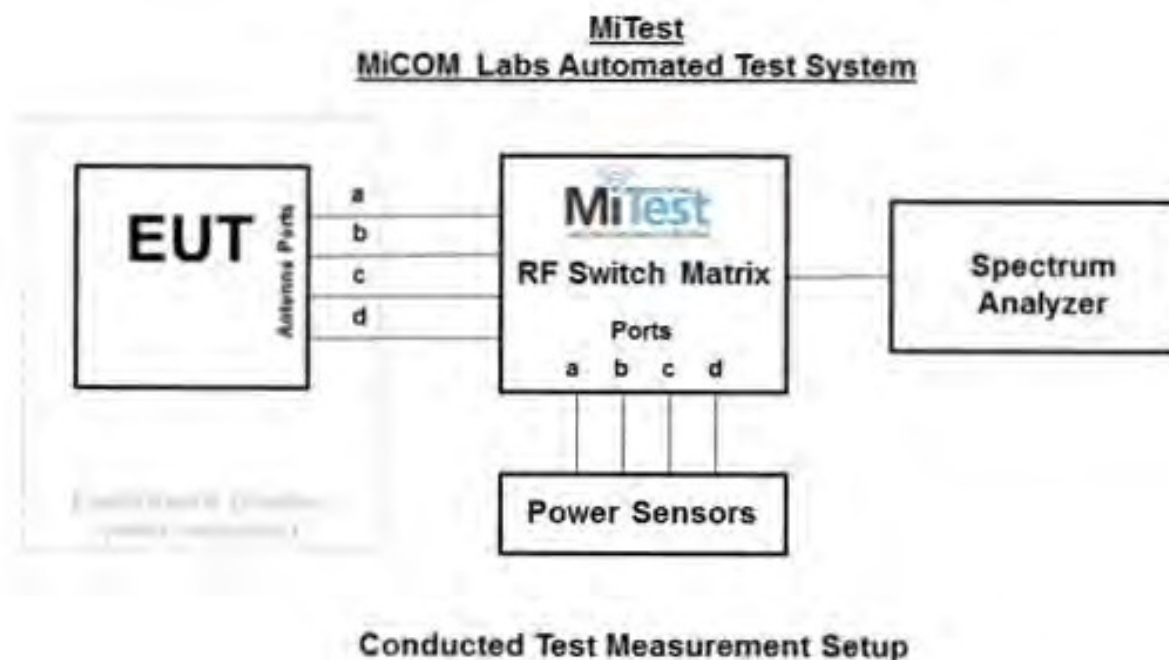 MiTest
MiCOM Labs Automated Test System
EUT
Antenna Ports
a
b
c
d
MiTest
RF Switch Matrix
Ports
a b c d
Spectrum
Analyzer
Power Sensors
Conducted Test Measurement Setup